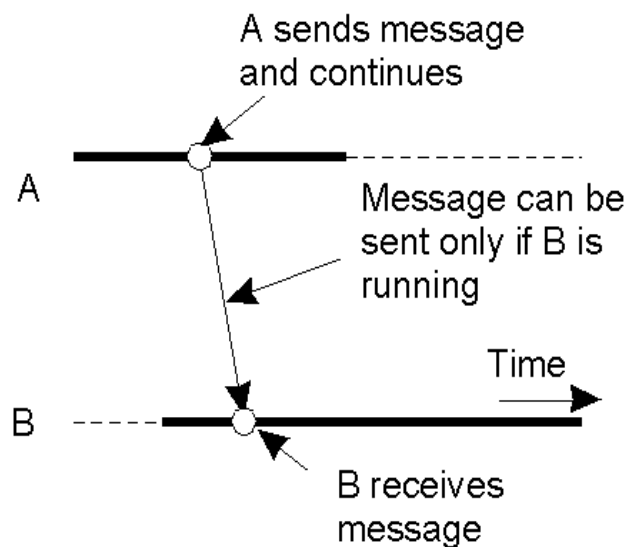 A sends message
and continues
A
Message can be
sent only if B is
running
Time
B
B receives
message